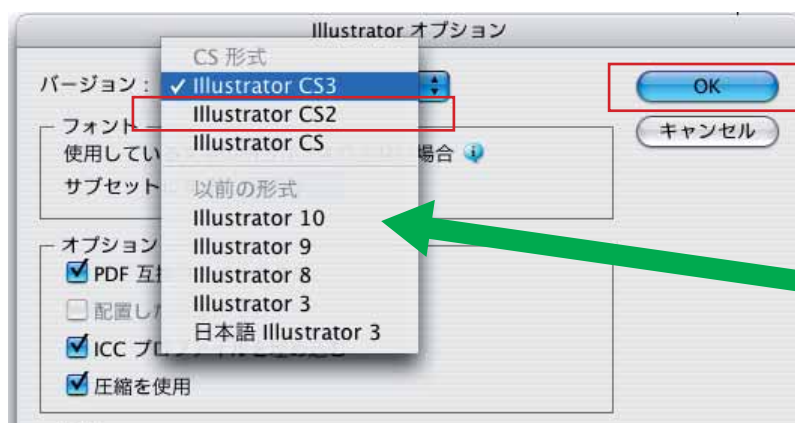 Illustrator オプション
CS 形式
バージョン：
✓ Illustrator CS3
OK
Illustrator CS2
キャンセル
フォント
Illustrator CS
使用してい
場合
サブセット
以前の形式
Illustrator 10
オプション
Illustrator 9
PDF 互
Illustrator 8
配置した
Illustrator 3
日本語 Illustrator 3
ICC プロ
圧縮を使用